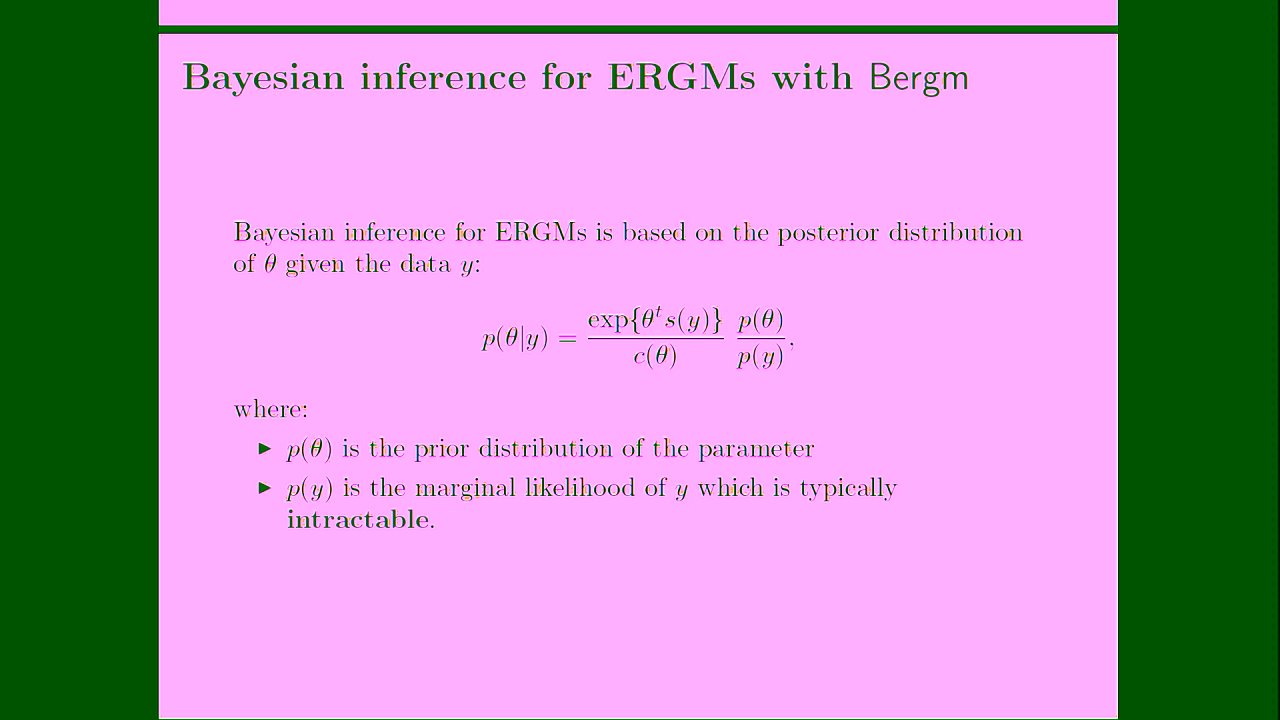 Bayesian inference for ERGMs with Bergm
Bayesian inference for ERGMs is based on the posterior distribution
of θ given the data y:
p(θ|y) = exp{θᵗs(y)}/c(θ) p(θ)/p(y),
where:
▶ p(θ) is the prior distribution of the parameter
▶ p(y) is the marginal likelihood of y which is typically
intractable.